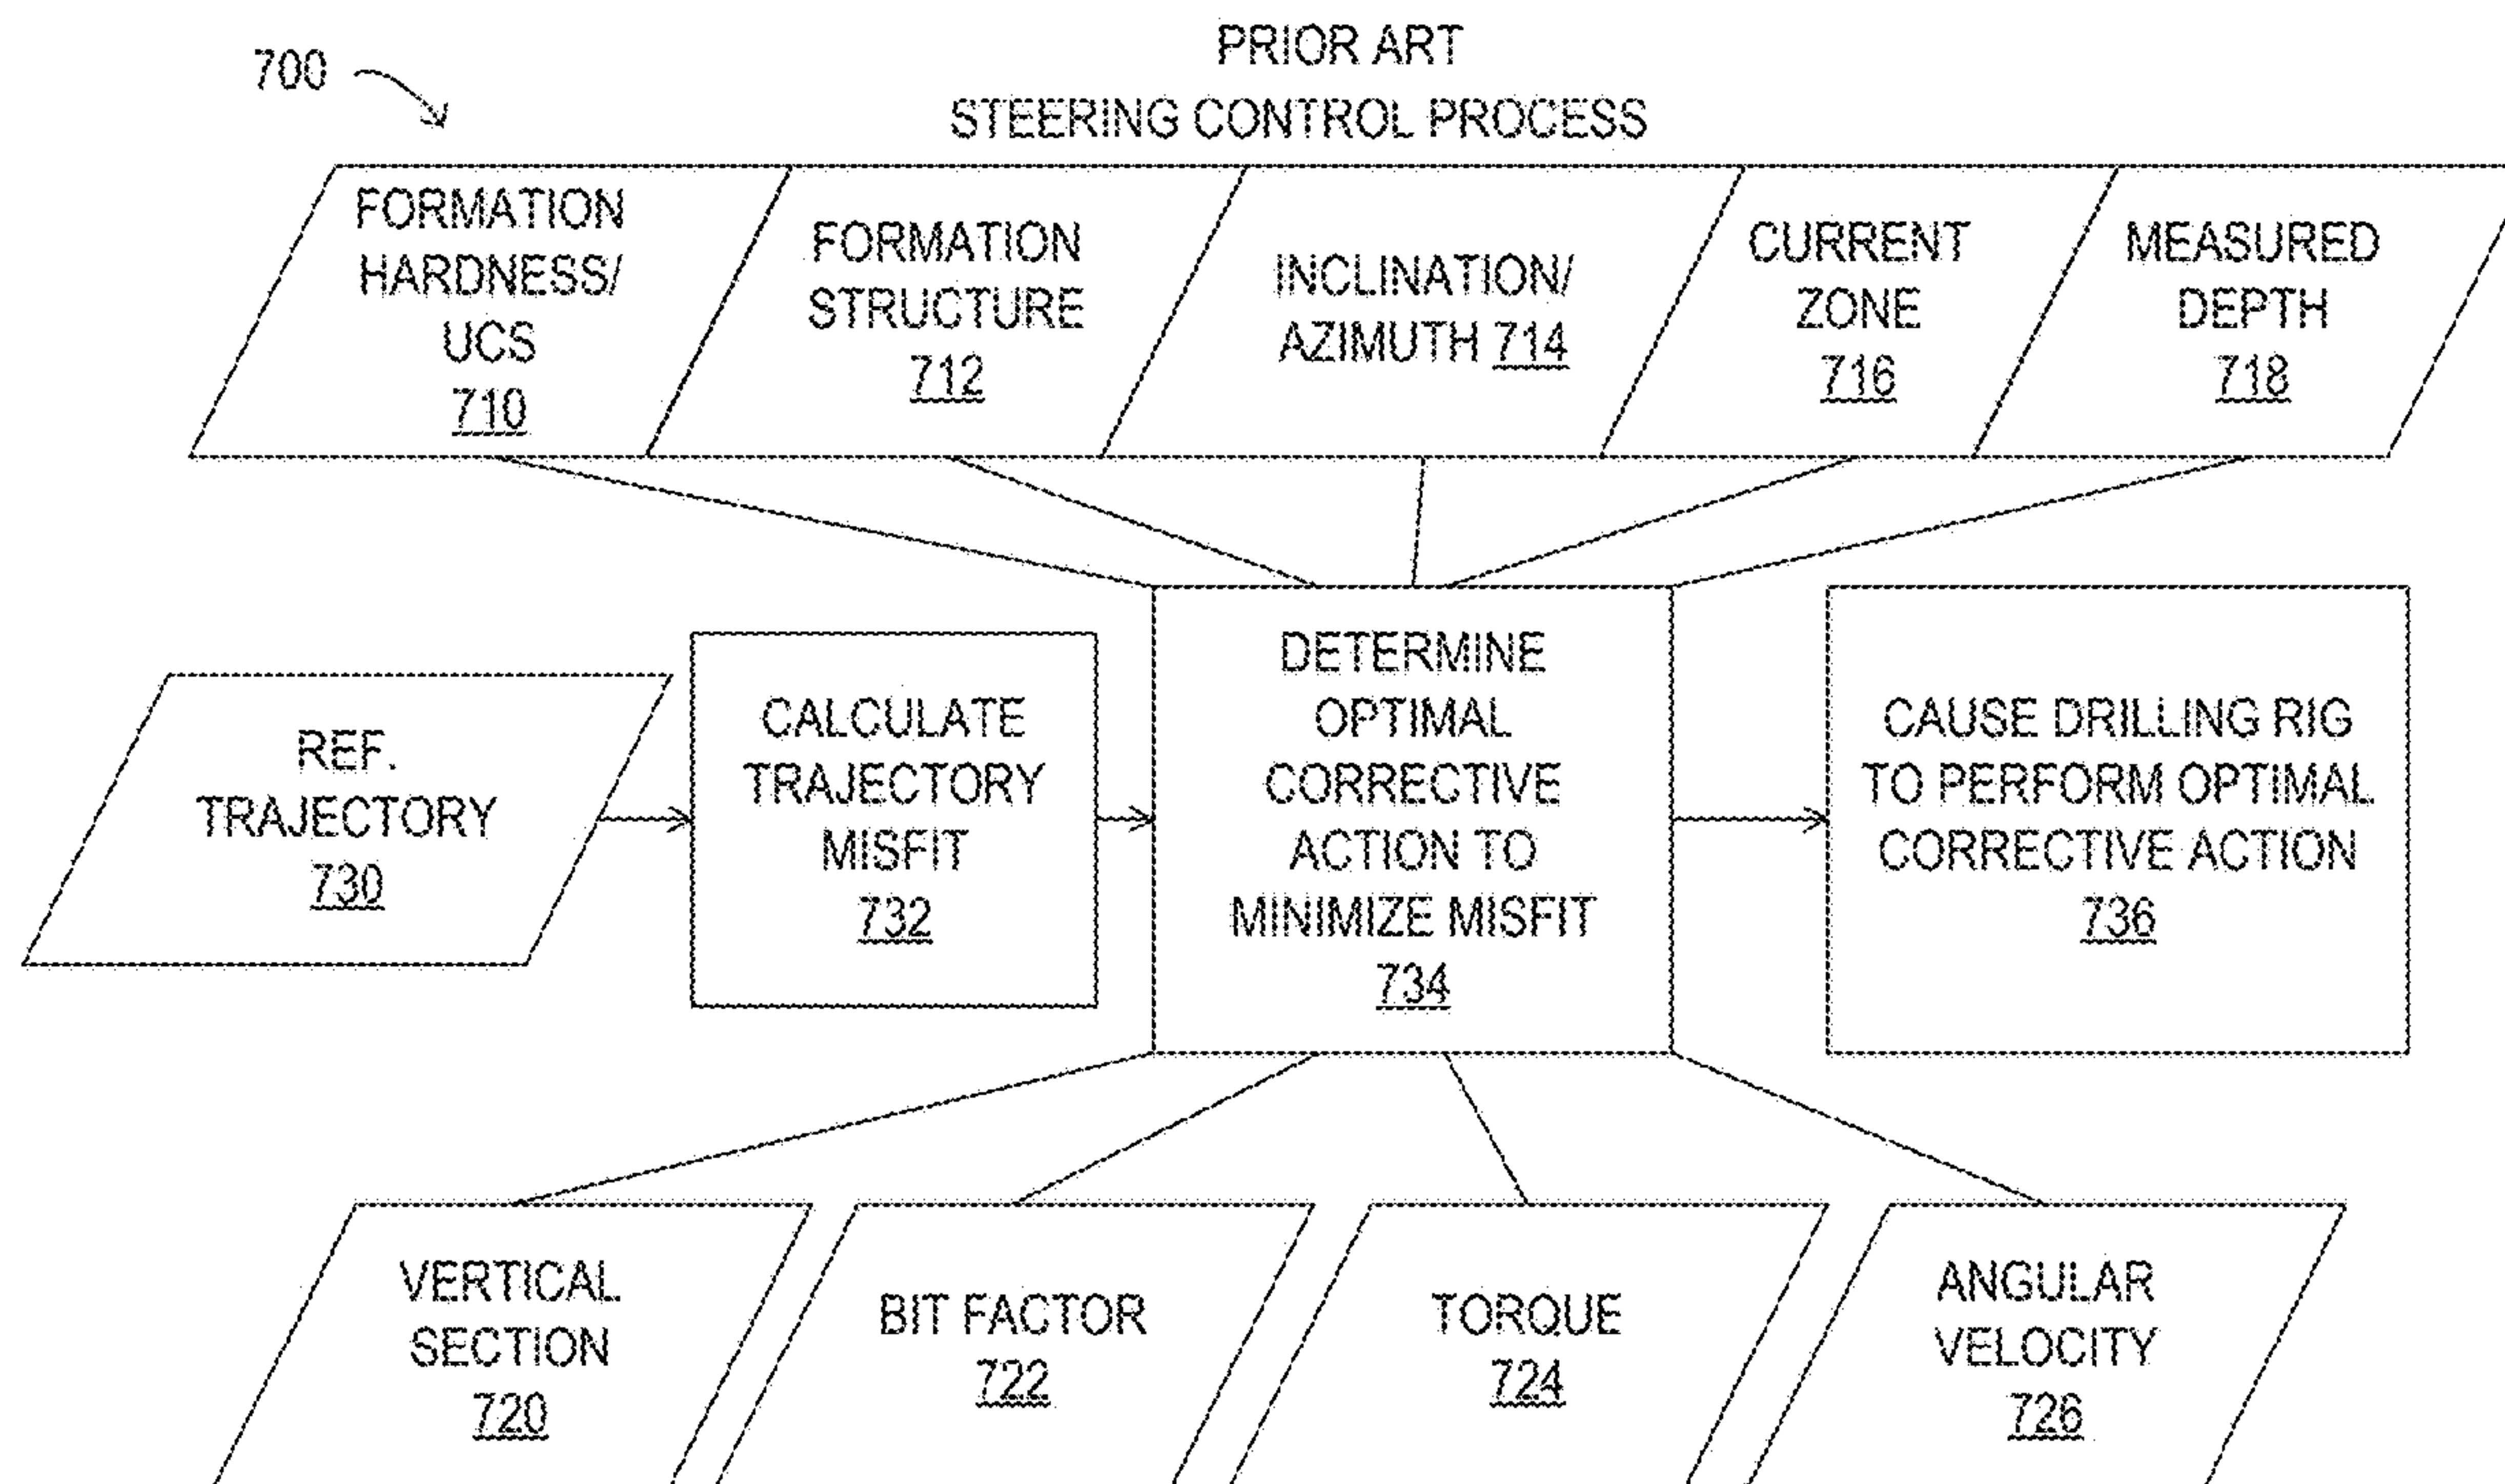 PRIOR ART
700
STEERING CONTROL PROCESS
FORMATION
HARDNESS/
UCS
710
FORMATION
STRUCTURE
712
INCLINATION/
AZIMUTH 714
CURRENT
ZONE
716
MEASURED
DEPTH
718
REF.
TRAJECTORY
730
CALCULATE
TRAJECTORY
MISFIT
732
DETERMINE
OPTIMAL
CORRECTIVE
ACTION TO
MINIMIZE MISFIT
734
CAUSE DRILLING RIG
TO PERFORM OPTIMAL
CORRECTIVE ACTION
736
VERTICAL
SECTION
720
BIT FACTOR
722
TORQUE
724
ANGULAR
VELOCITY
726